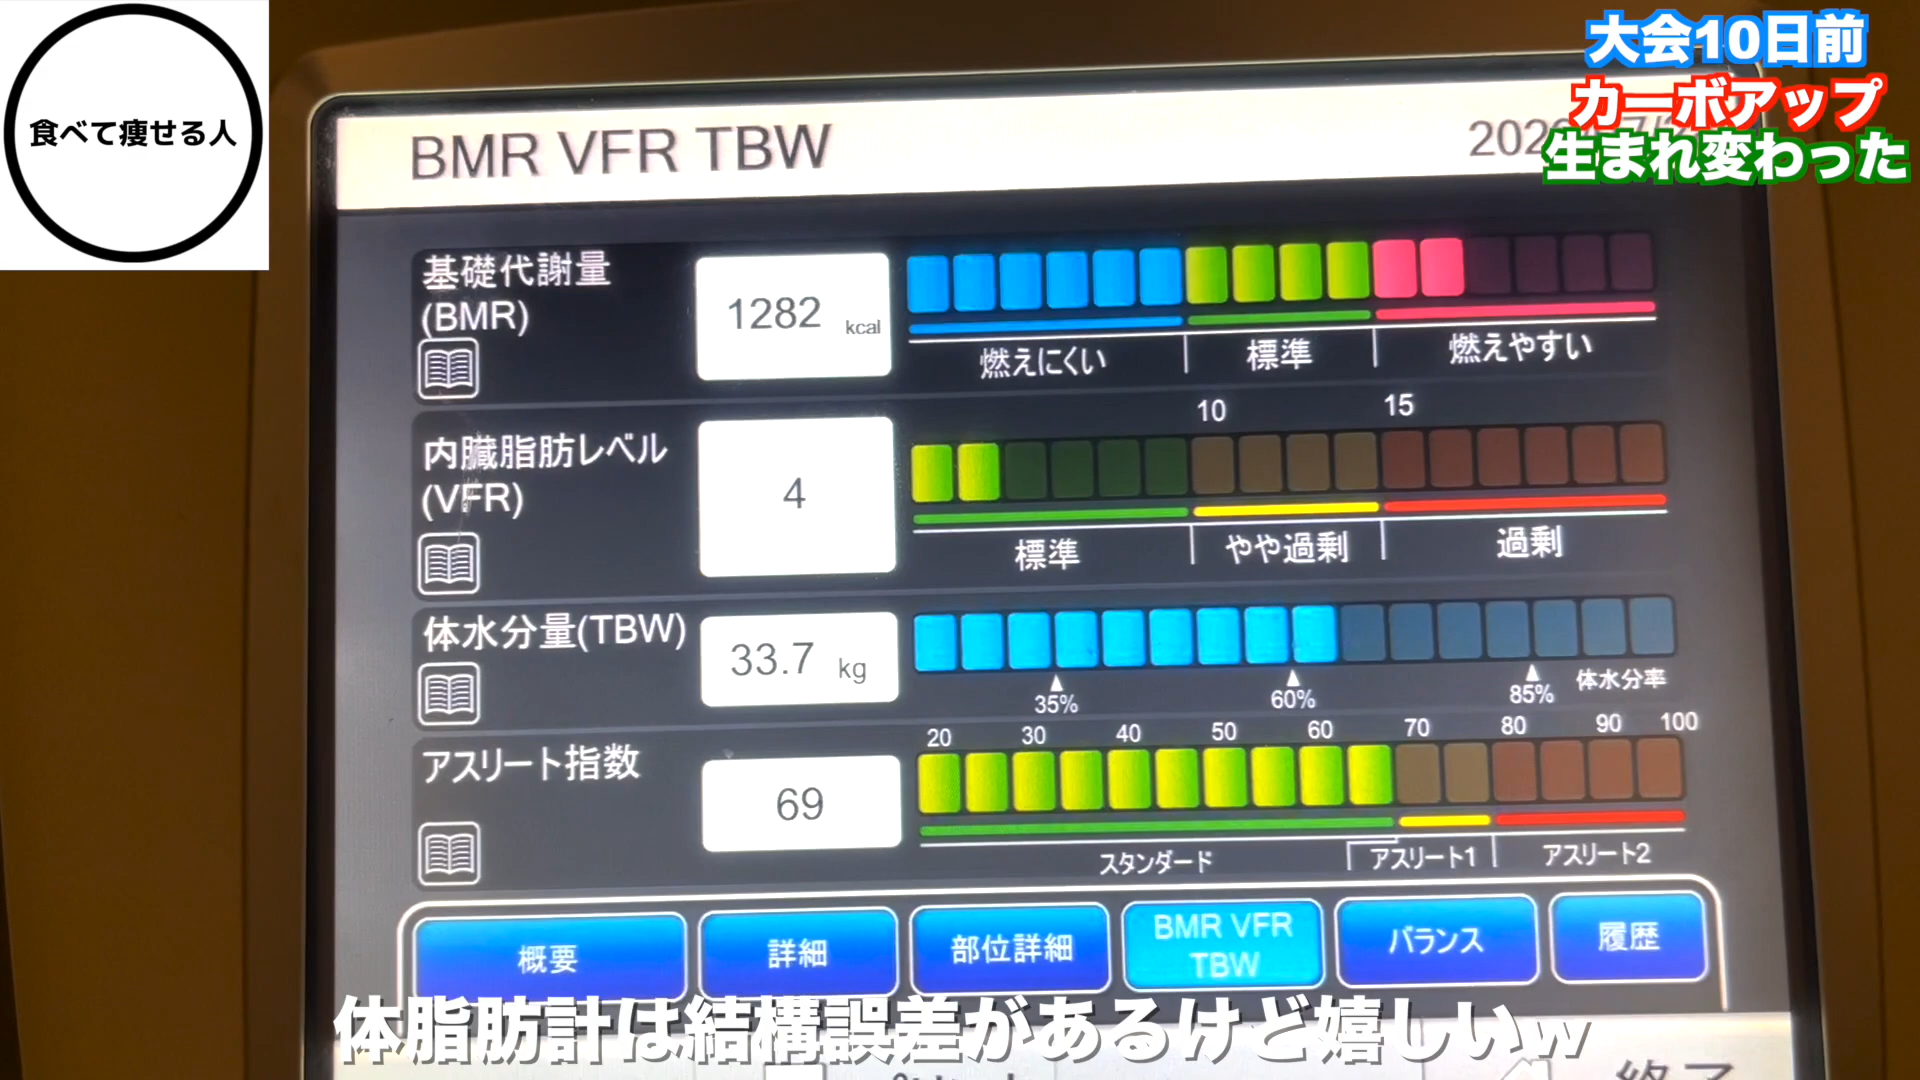 食べて痩せる人
大会10日前
カーボアップ
生まれ変わった
BMR VFR TBW
基礎代謝量
(BMR)
1282 kcal
燃えにくい 標準 燃えやすい
内臓脂肪レベル
(VFR)
4
10 15
標準 やや過剰 過剰
体水分量(TBW)
33.7 kg
35% 60% 85% 体水分率
アスリート指数
69
20 30 40 50 60 70 80 90 100
スタンダード アスリート1 アスリート2
概要 詳細 部位詳細 BMR VFR TBW バランス 履歴
体脂肪計は結構誤差があるけど嬉しいw
終了